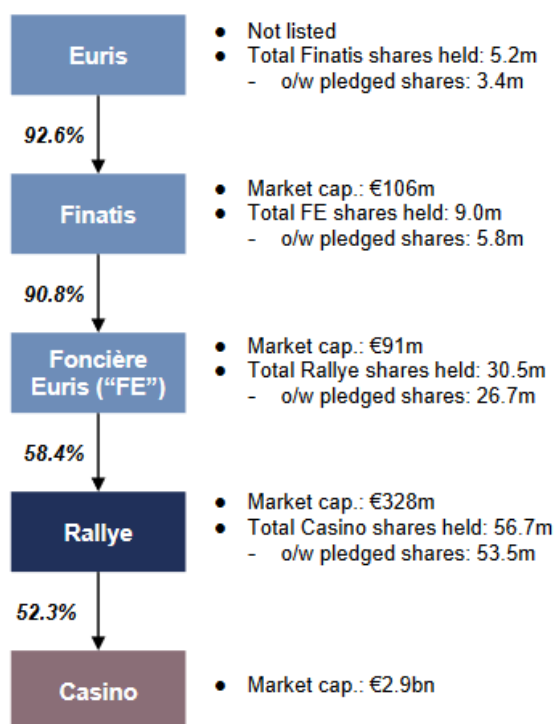 Euris
● Not listed
● Total Finatis shares held: 5.2m
- o/w pledged shares: 3.4m
92.6%
Finatis
● Market cap.: €106m
● Total FE shares held: 9.0m
- o/w pledged shares: 5.8m
90.8%
Foncière
Euris (“FE”)
● Market cap.: €91m
● Total Rallye shares held: 30.5m
- o/w pledged shares: 26.7m
58.4%
Rallye
● Market cap.: €328m
● Total Casino shares held: 56.7m
- o/w pledged shares: 53.5m
52.3%
Casino
● Market cap.: €2.9bn